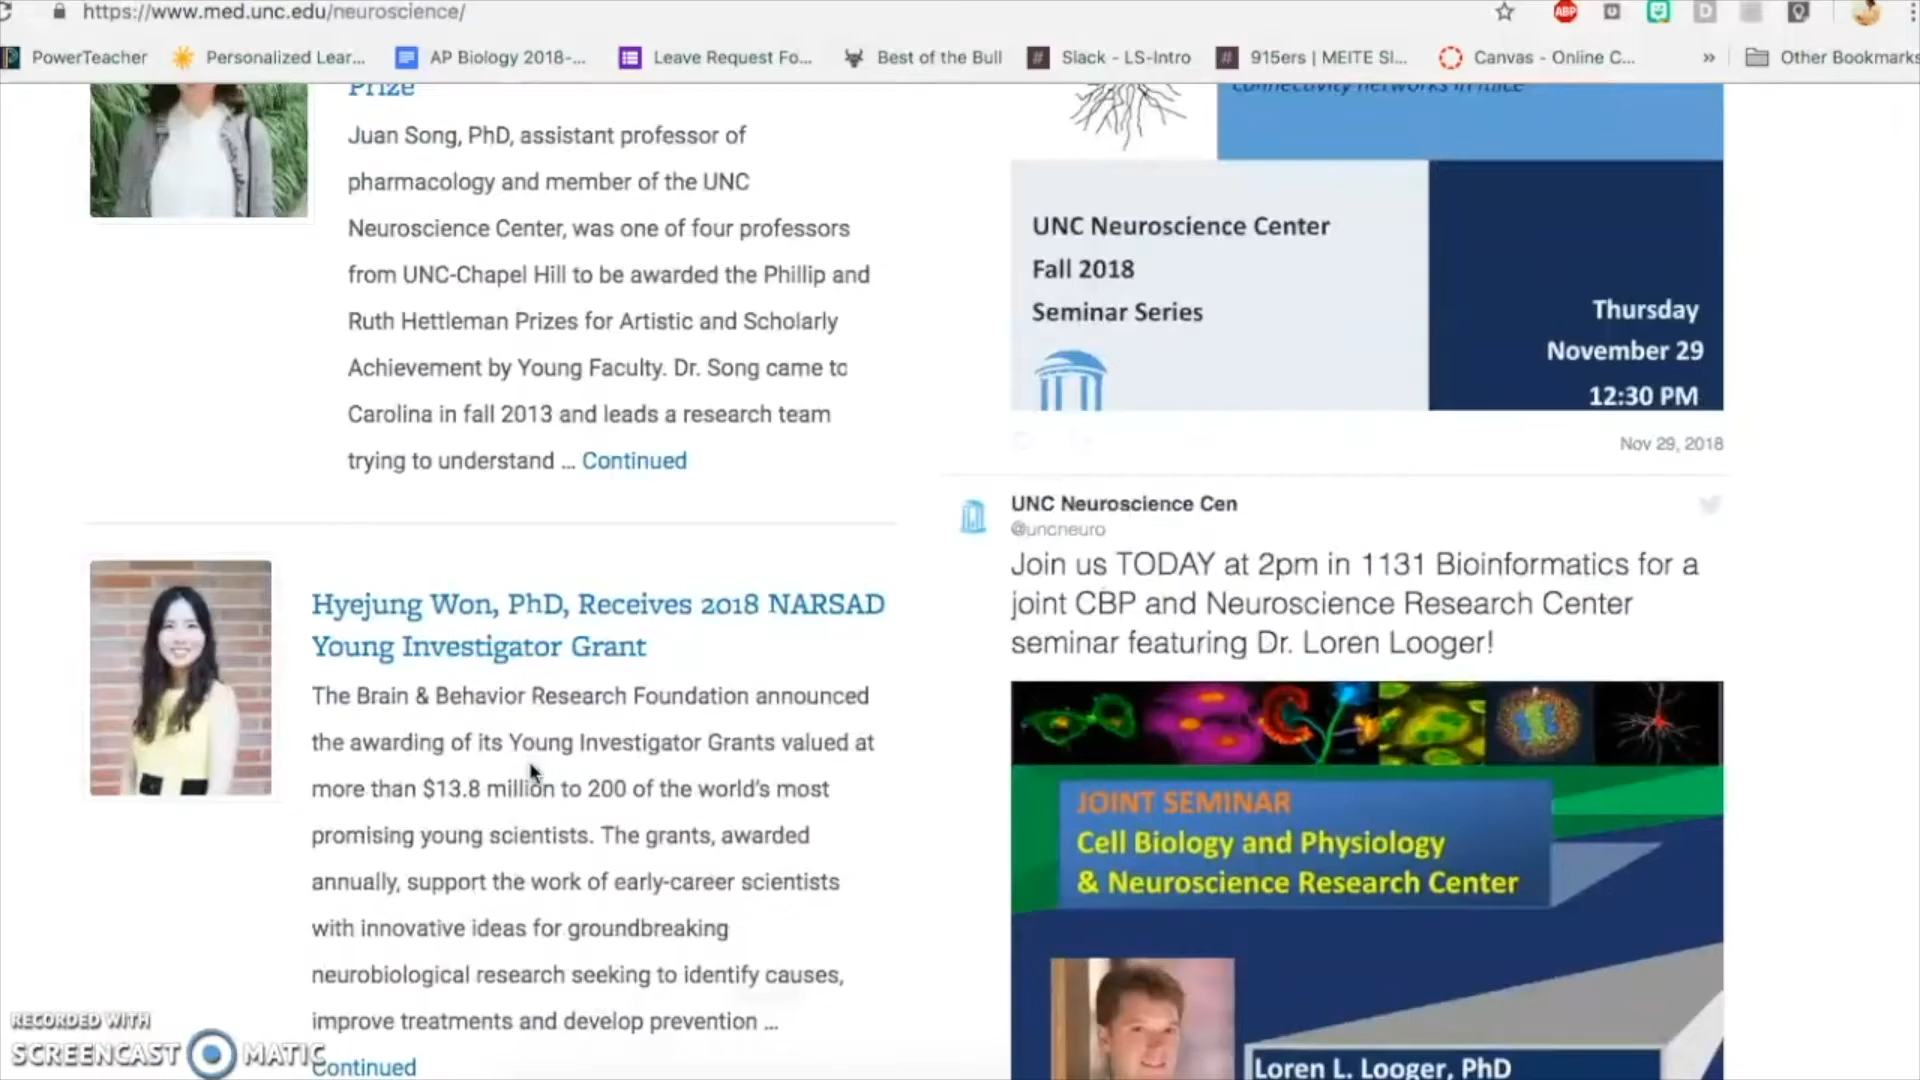 https://www.med.unc.edu/neuroscience/
ABP
D
PowerTeacher
Personalized Lear...
AP Biology 2018-...
Leave Request Fo...
Best of the Bull
Slack - LS-Intro
915ers | MEITE Sl...
Canvas - Online C...
»
Other Bookmarks
Prize
Juan Song, PhD, assistant professor of
pharmacology and member of the UNC
Neuroscience Center, was one of four professors
from UNC-Chapel Hill to be awarded the Phillip and
Ruth Hettleman Prizes for Artistic and Scholarly
Achievement by Young Faculty. Dr. Song came to
Carolina in fall 2013 and leads a research team
trying to understand ... Continued
Hyejung Won, PhD, Receives 2018 NARSAD
Young Investigator Grant
The Brain & Behavior Research Foundation announced
the awarding of its Young Investigator Grants valued at
more than $13.8 million to 200 of the world's most
promising young scientists. The grants, awarded
annually, support the work of early-career scientists
with innovative ideas for groundbreaking
neurobiological research seeking to identify causes,
improve treatments and develop prevention ...
Continued
connectivity networks in mice
UNC Neuroscience Center
Fall 2018
Seminar Series
Thursday
November 29
12:30 PM
Nov 29, 2018
UNC Neuroscience Cen
@uncneuro
Join us TODAY at 2pm in 1131 Bioinformatics for a
joint CBP and Neuroscience Research Center
seminar featuring Dr. Loren Looger!
JOINT SEMINAR
Cell Biology and Physiology
& Neuroscience Research Center
Loren L. Looger, PhD
RECORDED WITH
SCREENCAST MATIC